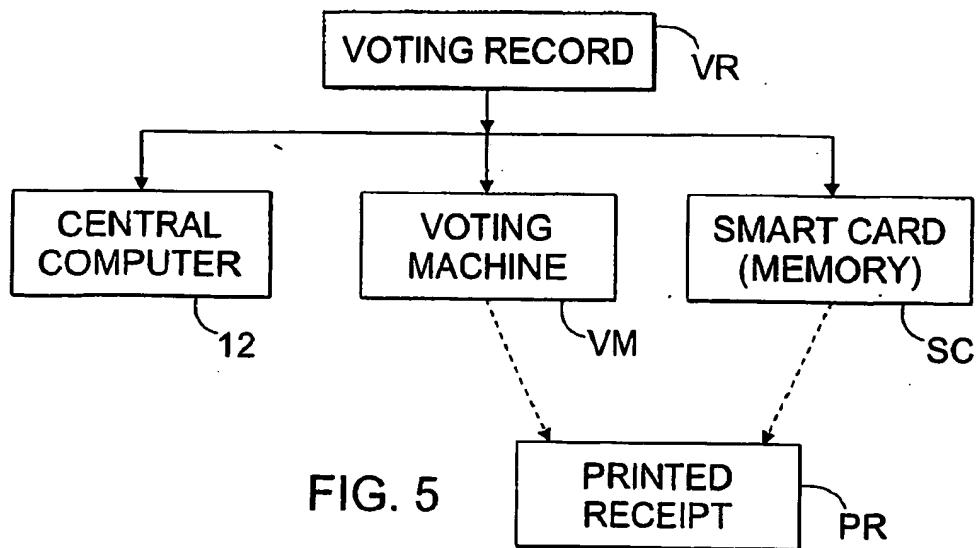 VOTING RECORD
VR
CENTRAL
COMPUTER
12
VOTING
MACHINE
VM
SMART CARD
(MEMORY)
SC
FIG. 5
PRINTED
RECEIPT
PR